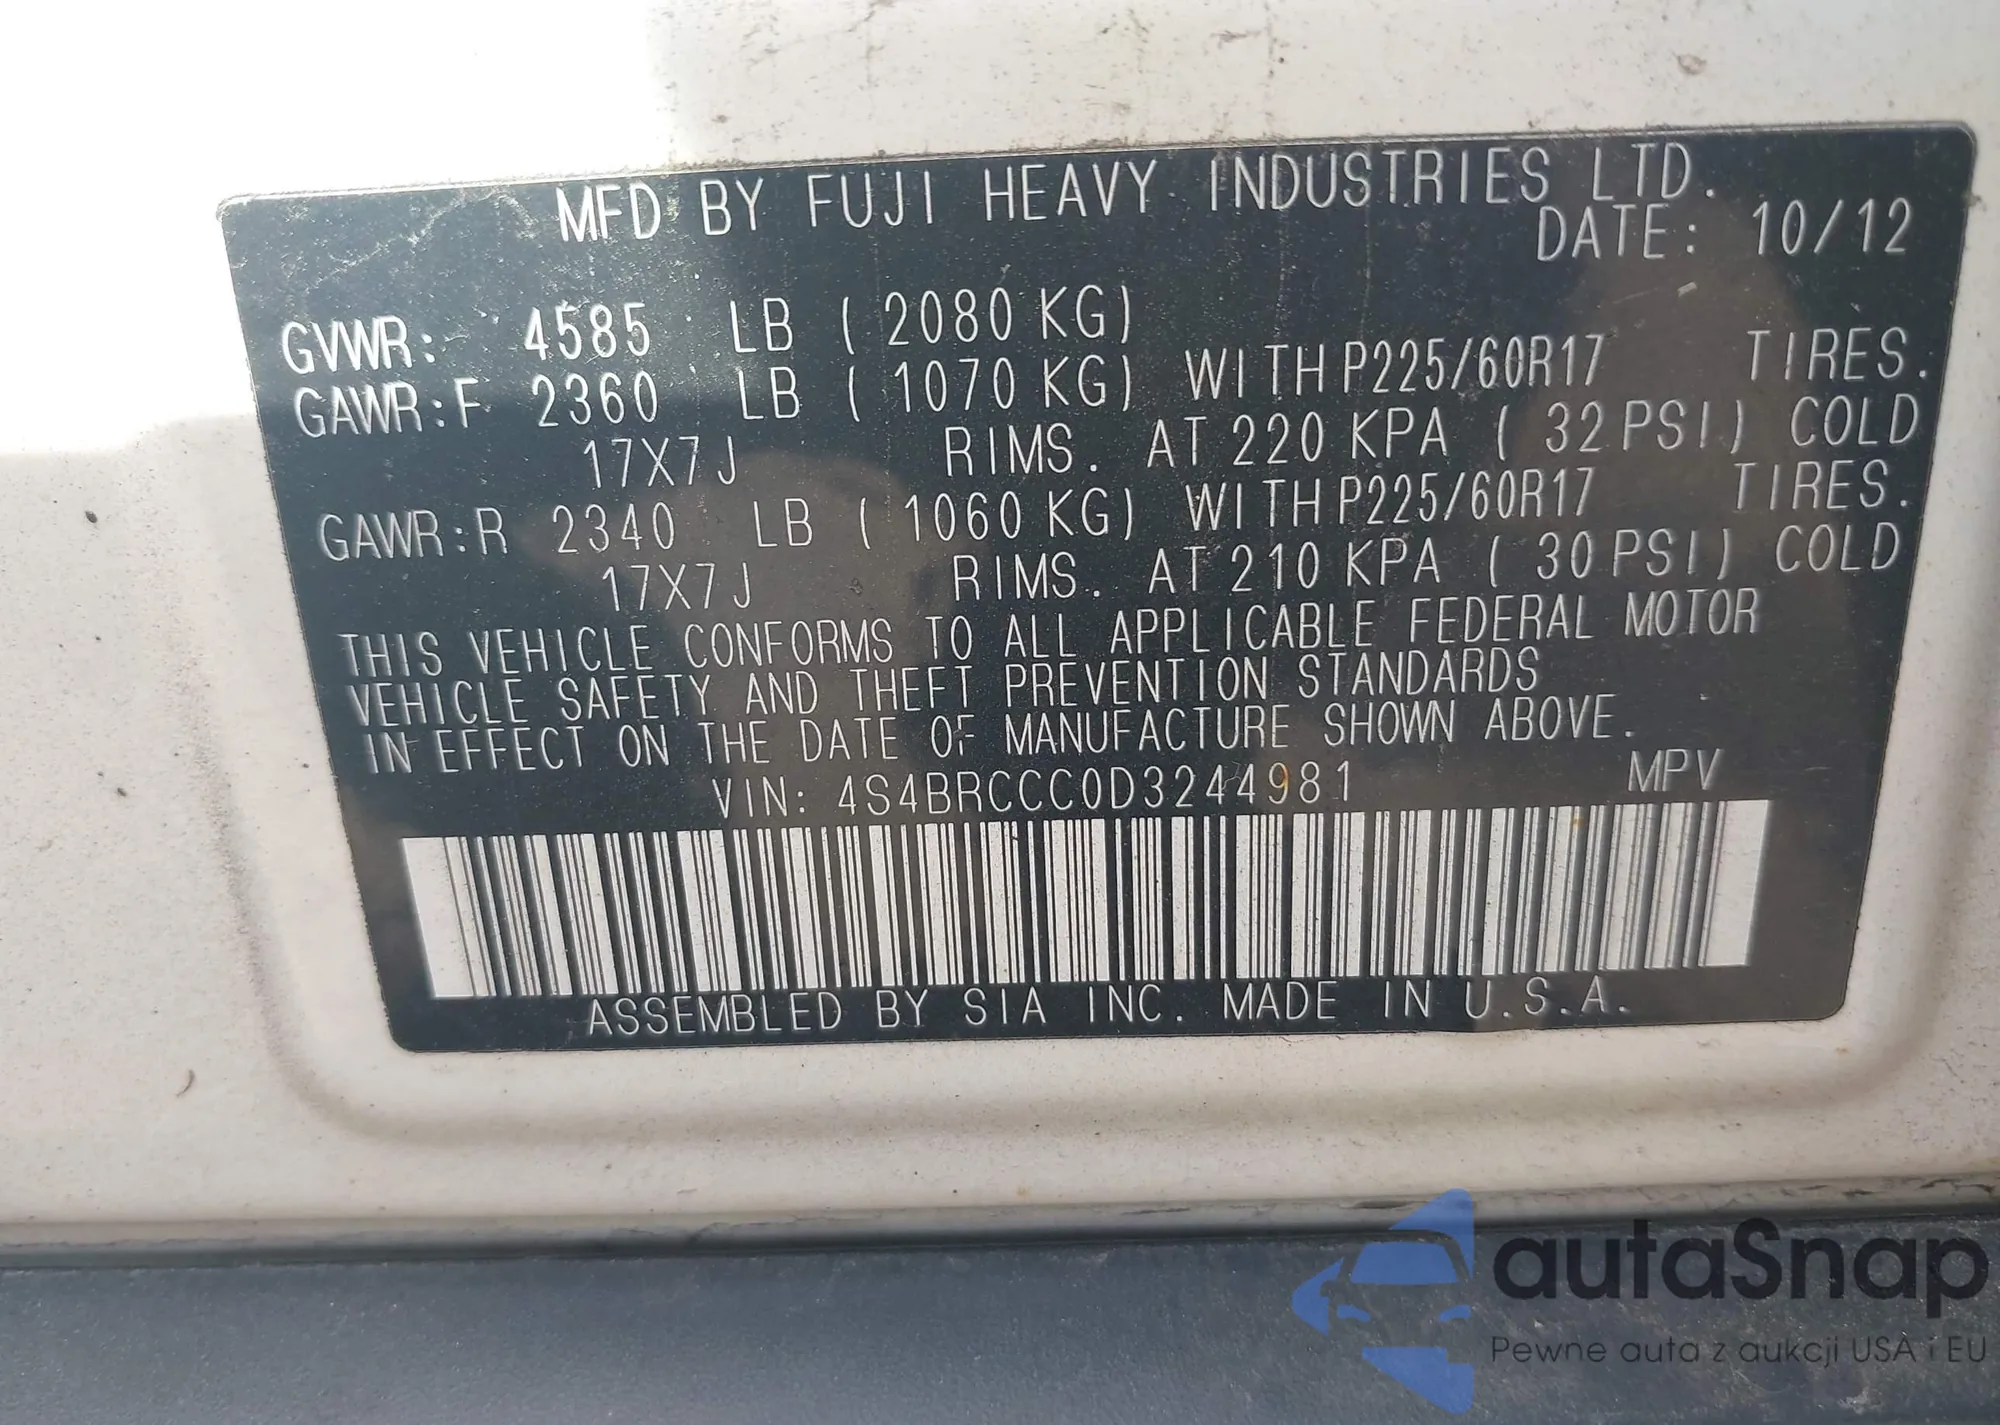 MFD BY FUJI HEAVY INDUSTRIES LTD.
DATE: 10/12
GVWR: 4585 LB ( 2080 KG)
GAWR:F 2360 LB ( 1070 KG) WITH P225/60R17 TIRES.
17X7J RIMS. AT 220 KPA ( 32 PSI) COLD
GAWR:R 2340 LB ( 1060 KG) WITH P225/60R17 TIRES.
17X7J RIMS. AT 210 KPA ( 30 PSI) COLD
THIS VEHICLE CONFORMS TO ALL APPLICABLE FEDERAL MOTOR
VEHICLE SAFETY AND THEFT PREVENTION STANDARDS
IN EFFECT ON THE DATE OF MANUFACTURE SHOWN ABOVE.
VIN: 4S4BRCCC0D3244981 MPV
ASSEMBLED BY SIA INC. MADE IN U.S.A.
autaSnap
Pewne auta z aukcji USA i EU